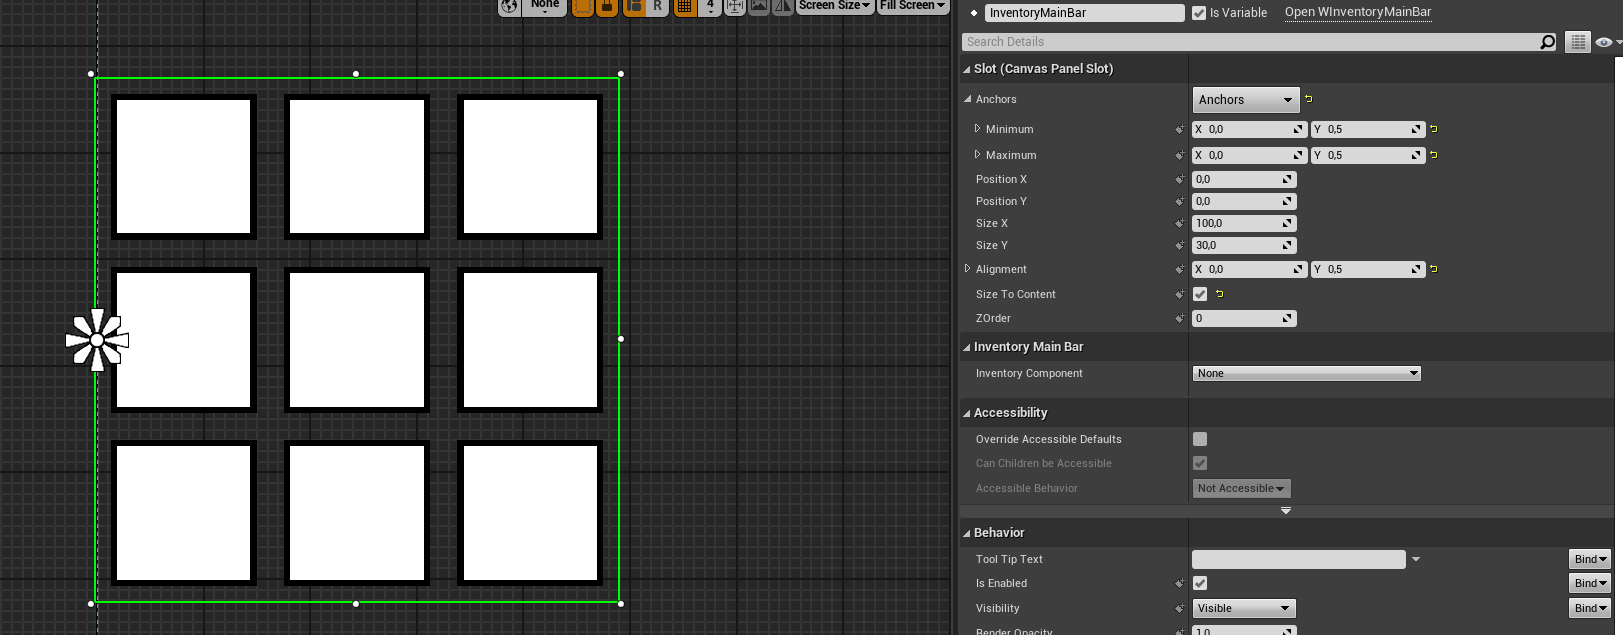 None R 4 Screen Size Fill Screen
InventoryMainBar Is Variable Open WInventoryMainBar
Search Details
Slot (Canvas Panel Slot)
Anchors Anchors
Minimum X 0,0 Y 0,5
Maximum X 0,0 Y 0,5
Position X 0,0
Position Y 0,0
Size X 100,0
Size Y 30,0
Alignment X 0,0 Y 0,5
Size To Content
ZOrder 0
Inventory Main Bar
Inventory Component None
Accessibility
Override Accessible Defaults
Can Children be Accessible
Accessible Behavior Not Accessible
Behavior
Tool Tip Text Bind
Is Enabled Bind
Visibility Visible Bind
Render Opacity 1,0